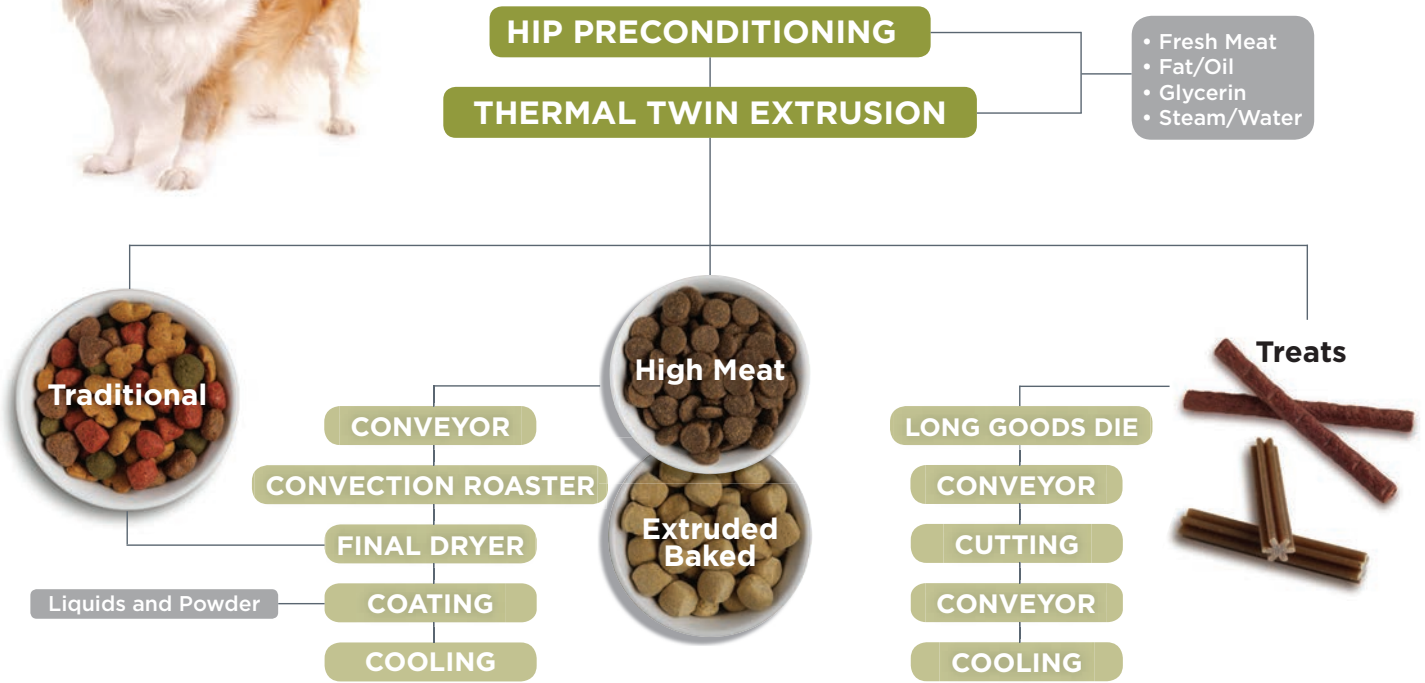 HIP PRECONDITIONING
THERMAL TWIN EXTRUSION
• Fresh Meat
• Fat/Oil
• Glycerin
• Steam/Water
Traditional
High Meat
Extruded
Baked
Treats
CONVEYOR
CONVECTION ROASTER
FINAL DRYER
Liquids and Powder
COATING
COOLING
LONG GOODS DIE
CONVEYOR
CUTTING
CONVEYOR
COOLING